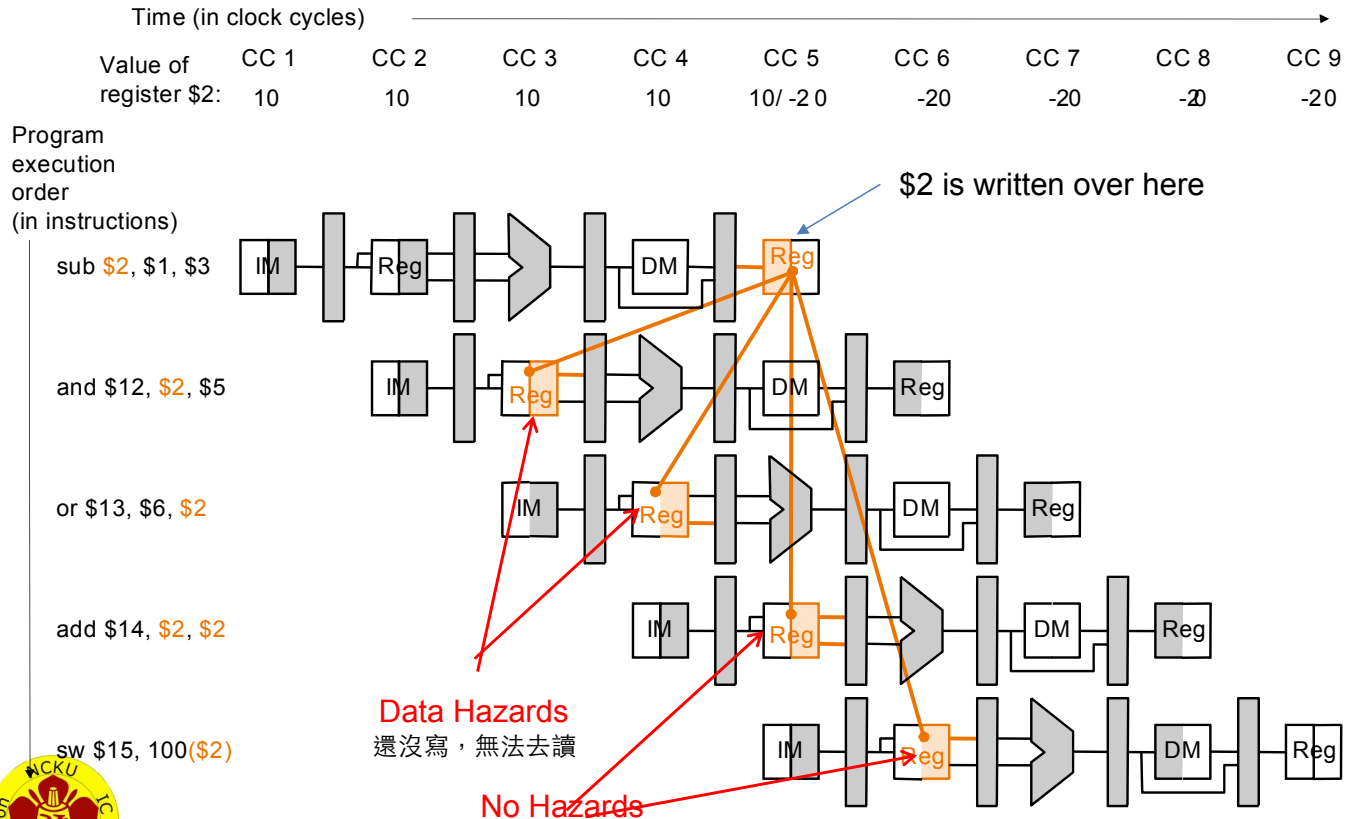 Time (in clock cycles)
Value of register $2:
CC 1 CC 2 CC 3 CC 4 CC 5 CC 6 CC 7 CC 8 CC 9
10 10 10 10 10/ -2 0 -20 -20 -20 -20
Program
execution
order
(in instructions)
$2 is written over here
sub $2, $1, $3
IM Reg DM Reg
and $12, $2, $5
IM Reg DM Reg
or $13, $6, $2
IM Reg DM Reg
add $14, $2, $2
IM Reg DM Reg
Data Hazards
還沒寫，無法去讀
sw $15, 100($2)
IM Reg DM Reg
No Hazards
NCKU
IC